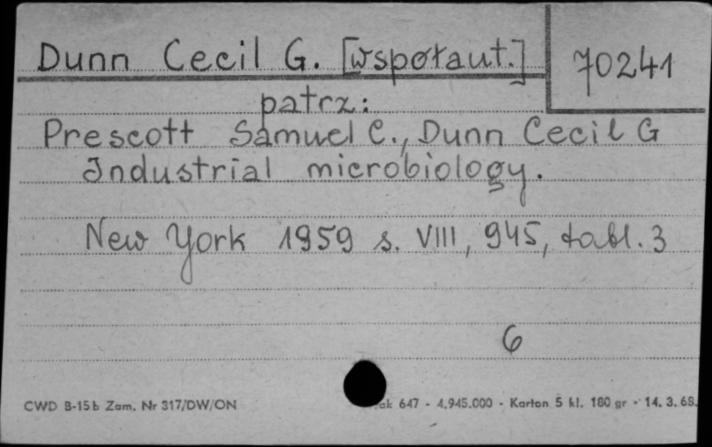 Dunn Cecil G. [współaut.] 70241
patrz:
Prescott Samuel C., Dunn Cecil G
Industrial microbiology.
New York 1959 s. VIII, 945, tabl. 3
6
CWD B-15b Zam. Nr 317/DW/ON 647 - 4.945.000 - Karton 5 kl. 180 gr - 14. 3. 68.